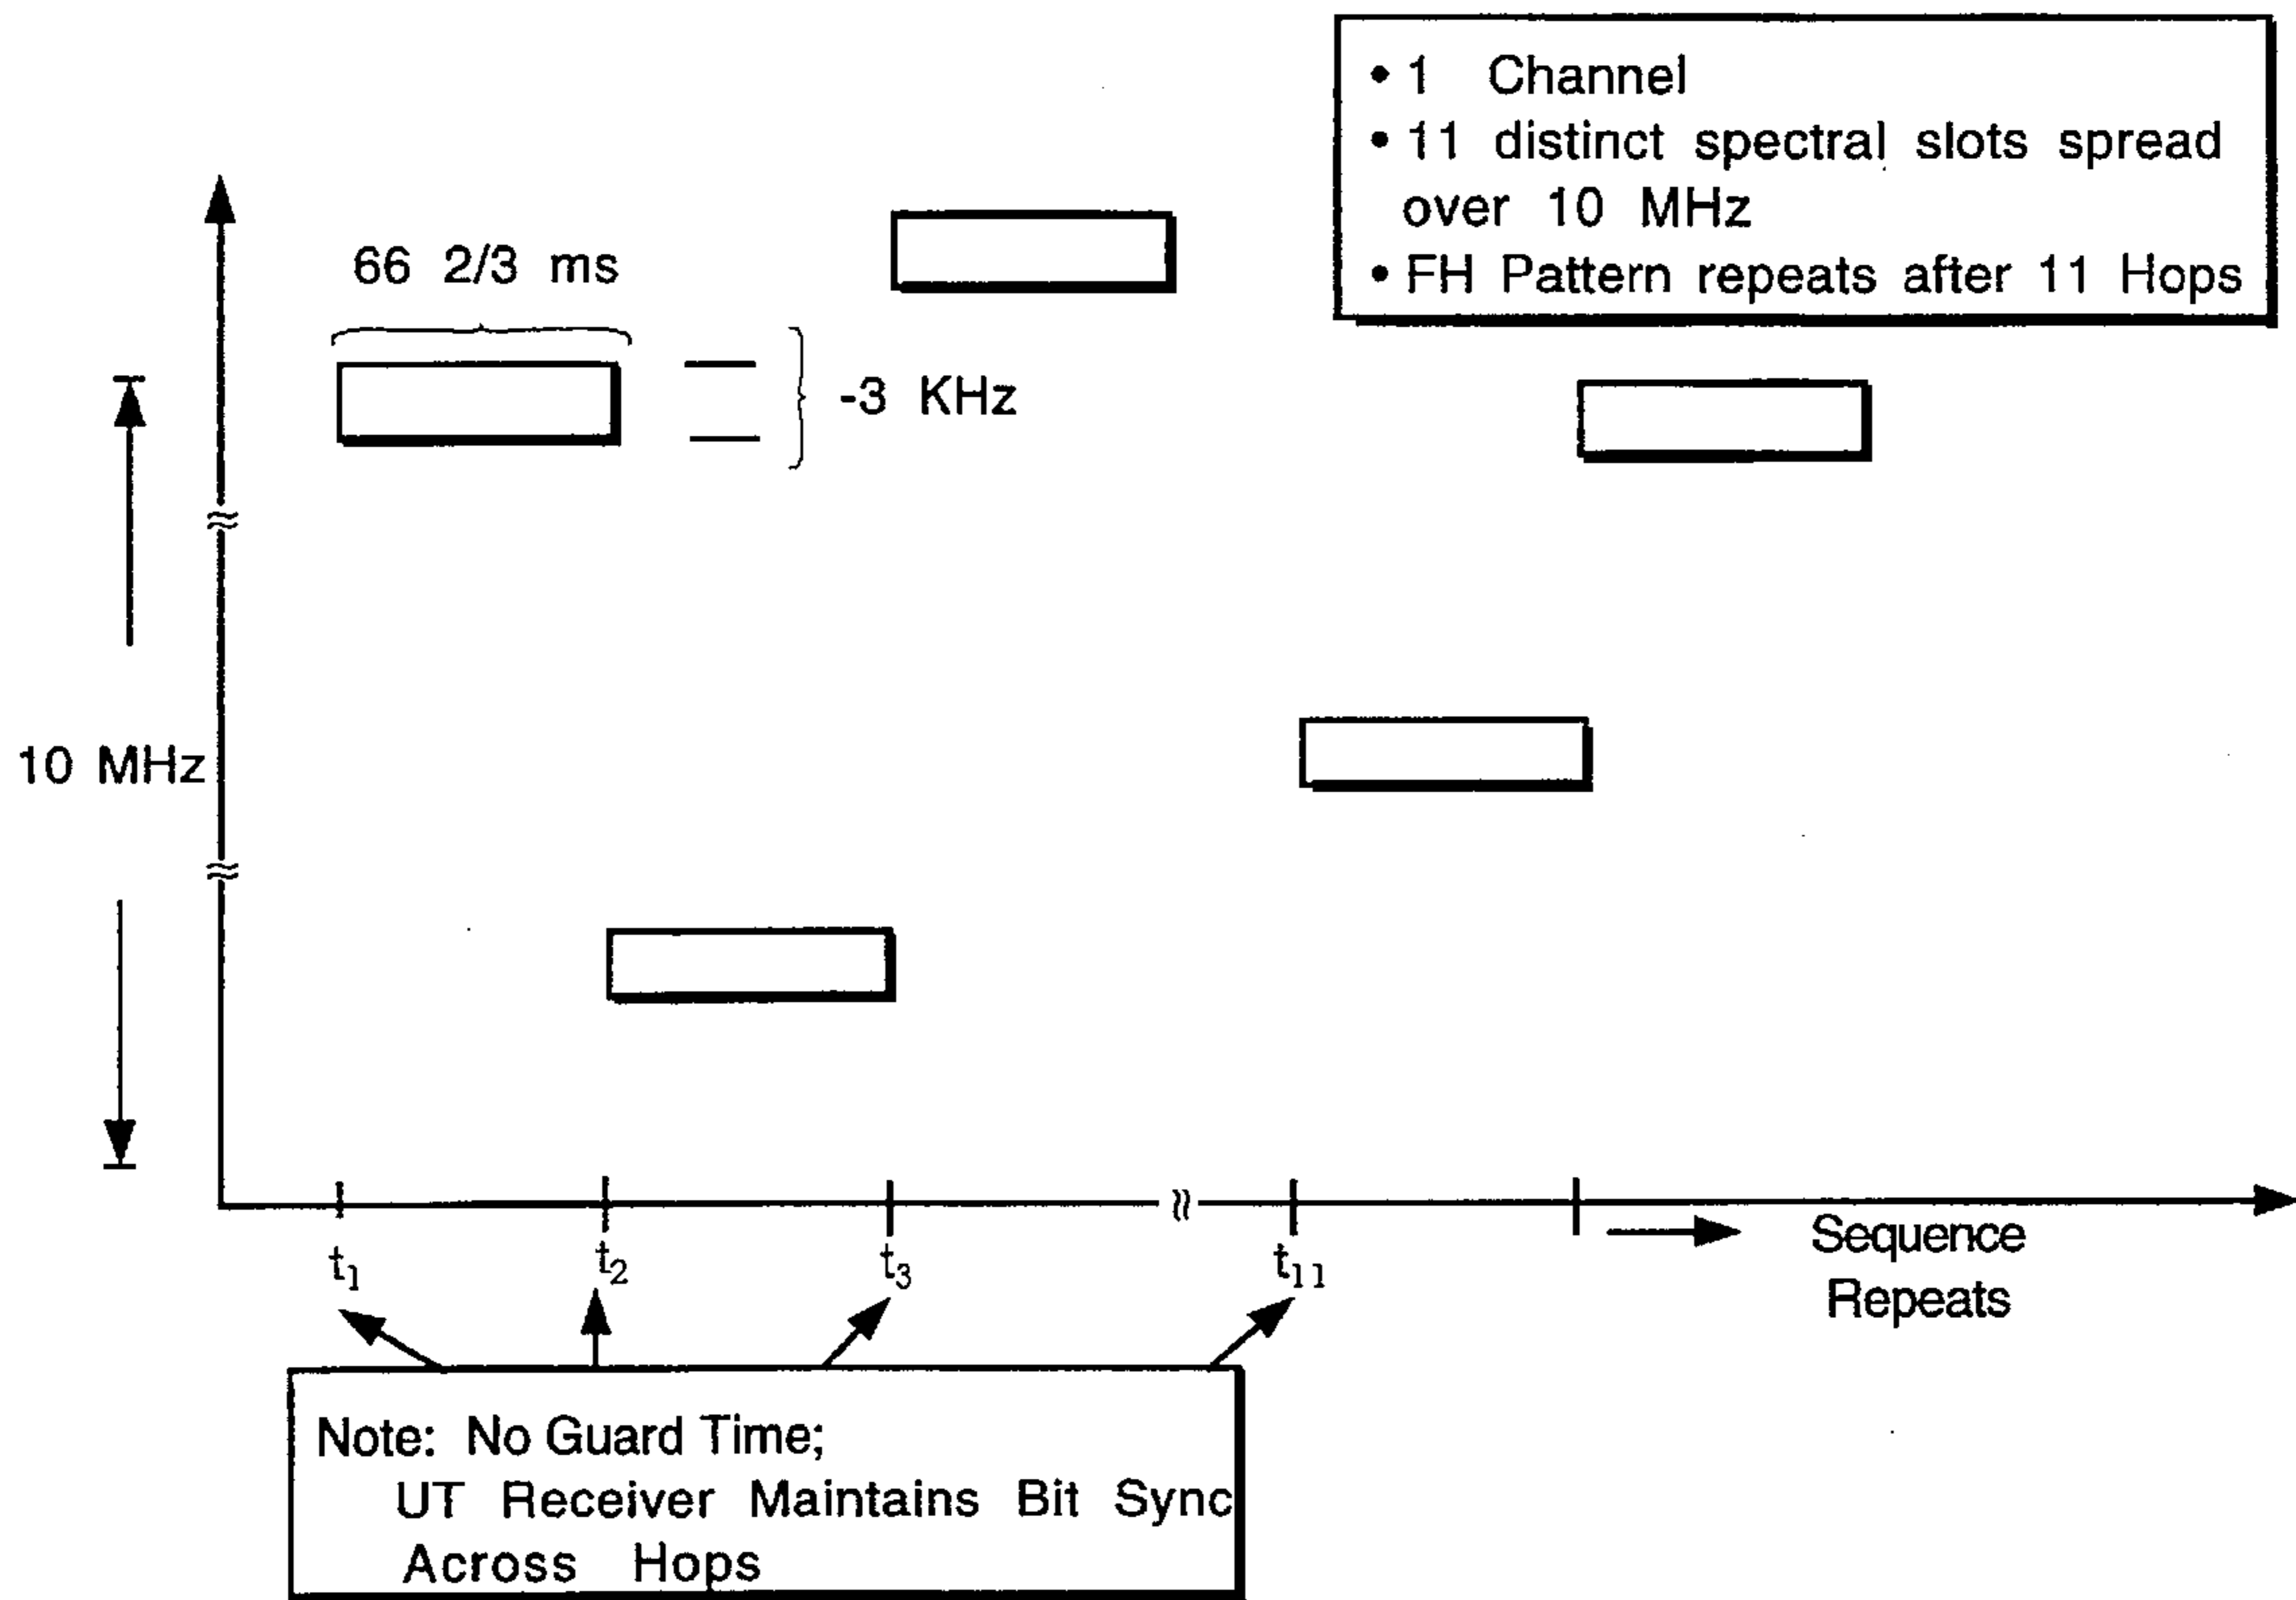 • 1 Channel
• 11 distinct spectral slots spread
over 10 MHz
• FH Pattern repeats after 11 Hops
66 2/3 ms
-3 KHz
10 MHz
t1
t2
t3
t11
Sequence
Repeats
Note: No Guard Time;
UT Receiver Maintains Bit Sync
Across Hops